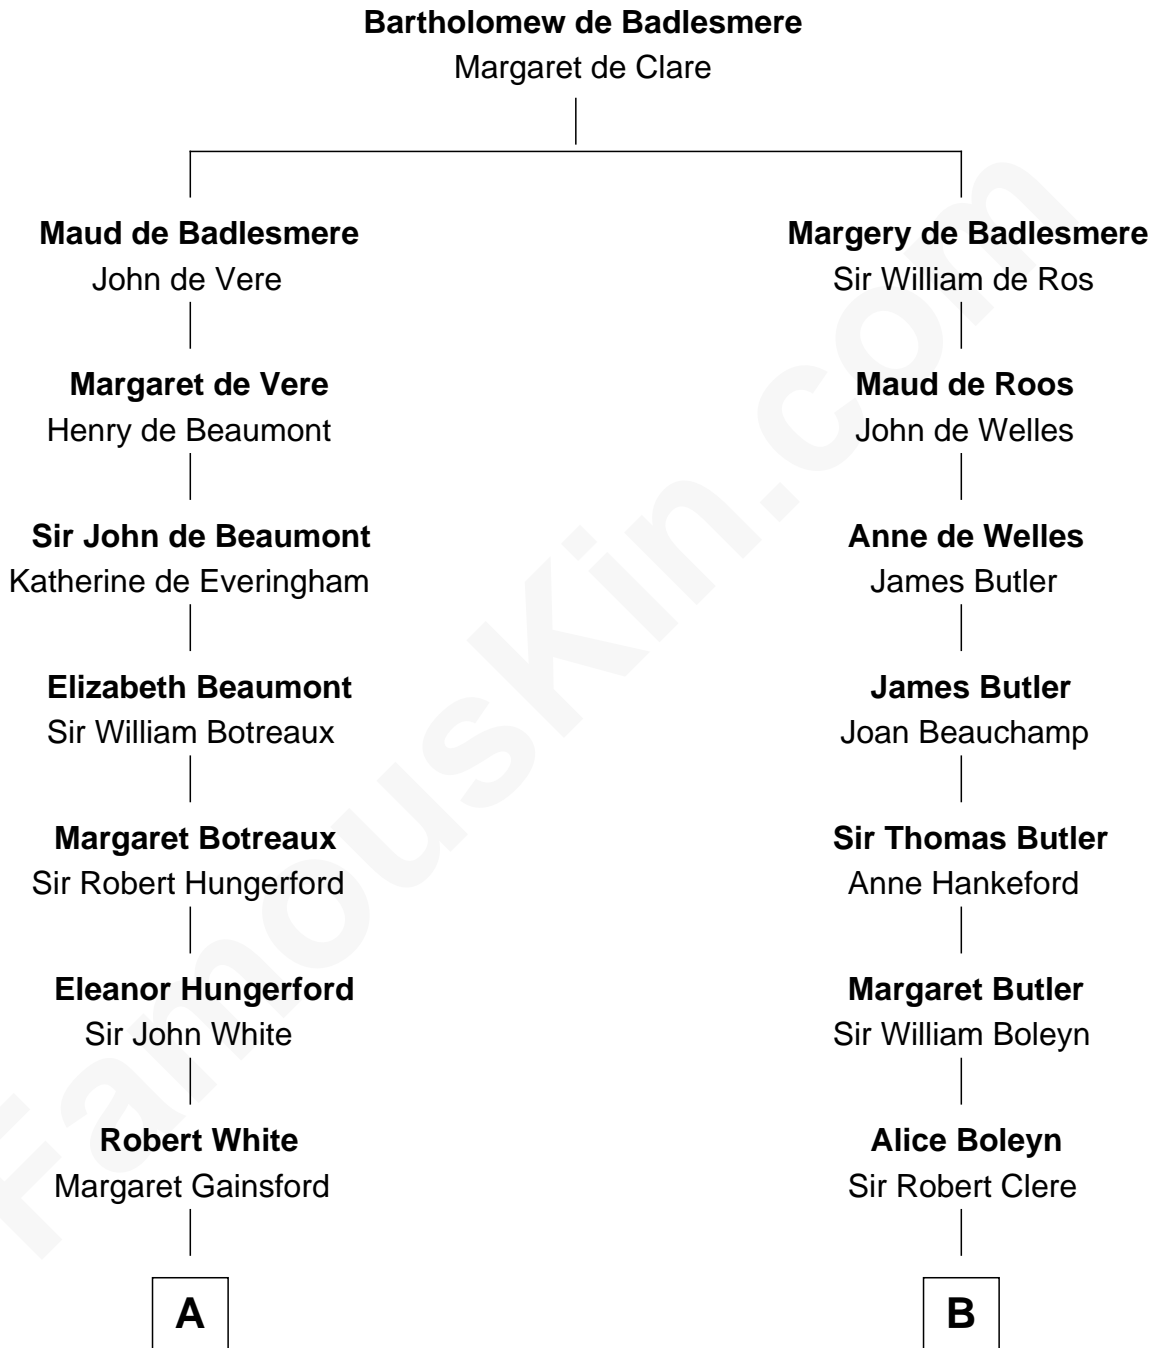 Bartholomew de Badlesmere
Margaret de Clare
Maud de Badlesmere
John de Vere
Margery de Badlesmere
Sir William de Ros
Margaret de Vere
Henry de Beaumont
Maud de Roos
John de Welles
Sir John de Beaumont
Katherine de Everingham
Anne de Welles
James Butler
Elizabeth Beaumont
Sir William Botreaux
James Butler
Joan Beauchamp
Margaret Botreaux
Sir Robert Hungerford
Sir Thomas Butler
Anne Hankeford
Eleanor Hungerford
Sir John White
Margaret Butler
Sir William Boleyn
Robert White
Margaret Gainsford
Alice Boleyn
Sir Robert Clere
A
B
FamousKin.com